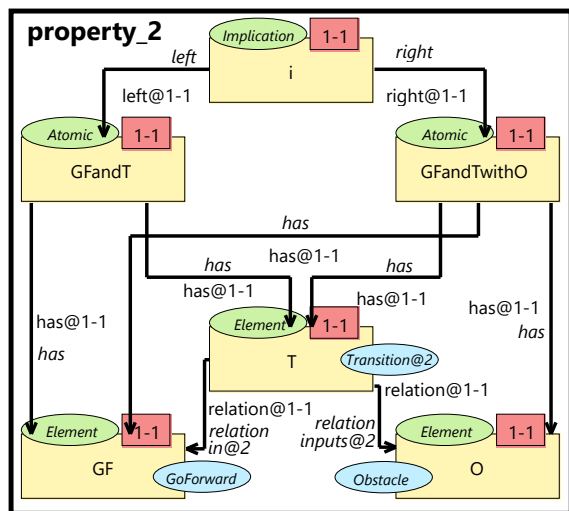 property_2
Implication
1-1
i
left
right
left@1-1
right@1-1
Atomic
1-1
GFandT
Atomic
1-1
GFandTwithO
has
has@1-1
has
has@1-1
has
has@1-1
has@1-1
has
has@1-1
has
Element
1-1
T
Transition@2
relation@1-1
relation@1-1
relation
in@2
relation
inputs@2
Element
1-1
GF
GoForward
Element
1-1
O
Obstacle